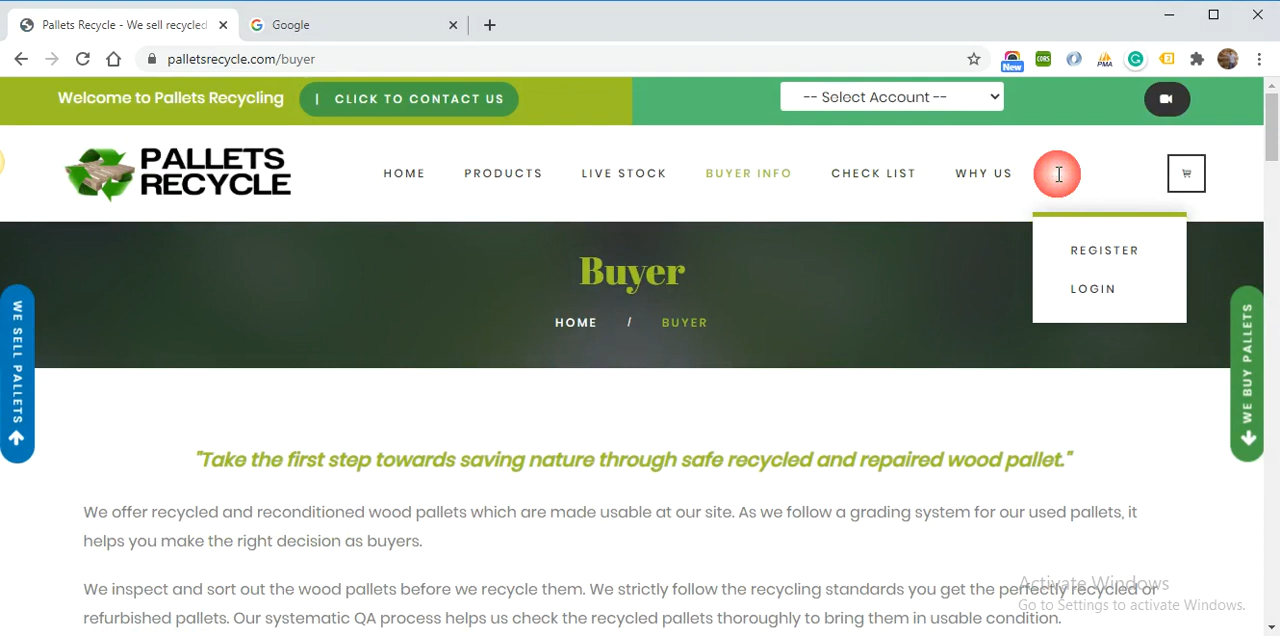 Pallets Recycle - We sell recycled
Google
palletsrecycle.com/buyer
New
CORS
PMA
Welcome to Pallets Recycling
| CLICK TO CONTACT US
-- Select Account --
PALLETS
RECYCLE
HOME
PRODUCTS
LIVE STOCK
BUYER INFO
CHECK LIST
WHY US
REGISTER
LOGIN
Buyer
HOME / BUYER
WE SELL PALLETS
WE BUY PALLETS
"Take the first step towards saving nature through safe recycled and repaired wood pallet."
We offer recycled and reconditioned wood pallets which are made usable at our site. As we follow a grading system for our used pallets, it
helps you make the right decision as buyers.
We inspect and sort out the wood pallets before we recycle them. We strictly follow the recycling standards you get the perfectly recycled or
refurbished pallets. Our systematic QA process helps us check the recycled pallets thoroughly to bring them in usable condition.
Activate Windows
Go to Settings to activate Windows.